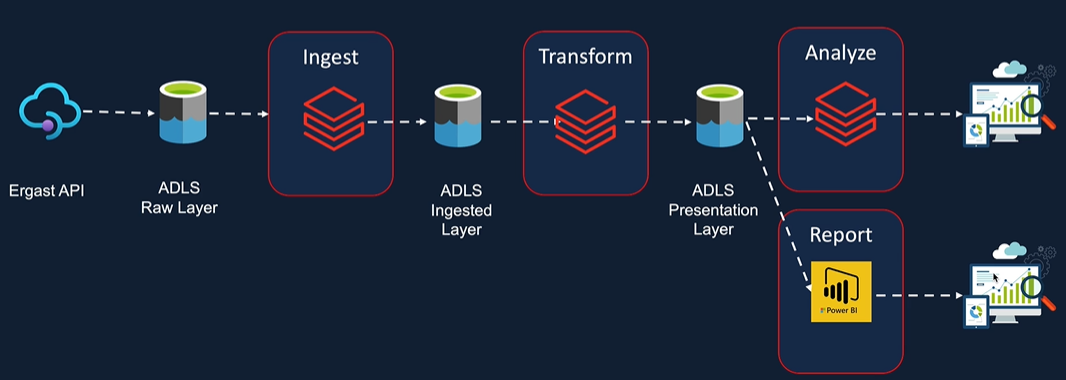 Ingest
Transform
Analyze
Ergast API
ADLS
Raw Layer
ADLS
Ingested
Layer
ADLS
Presentation
Layer
Report
Power BI